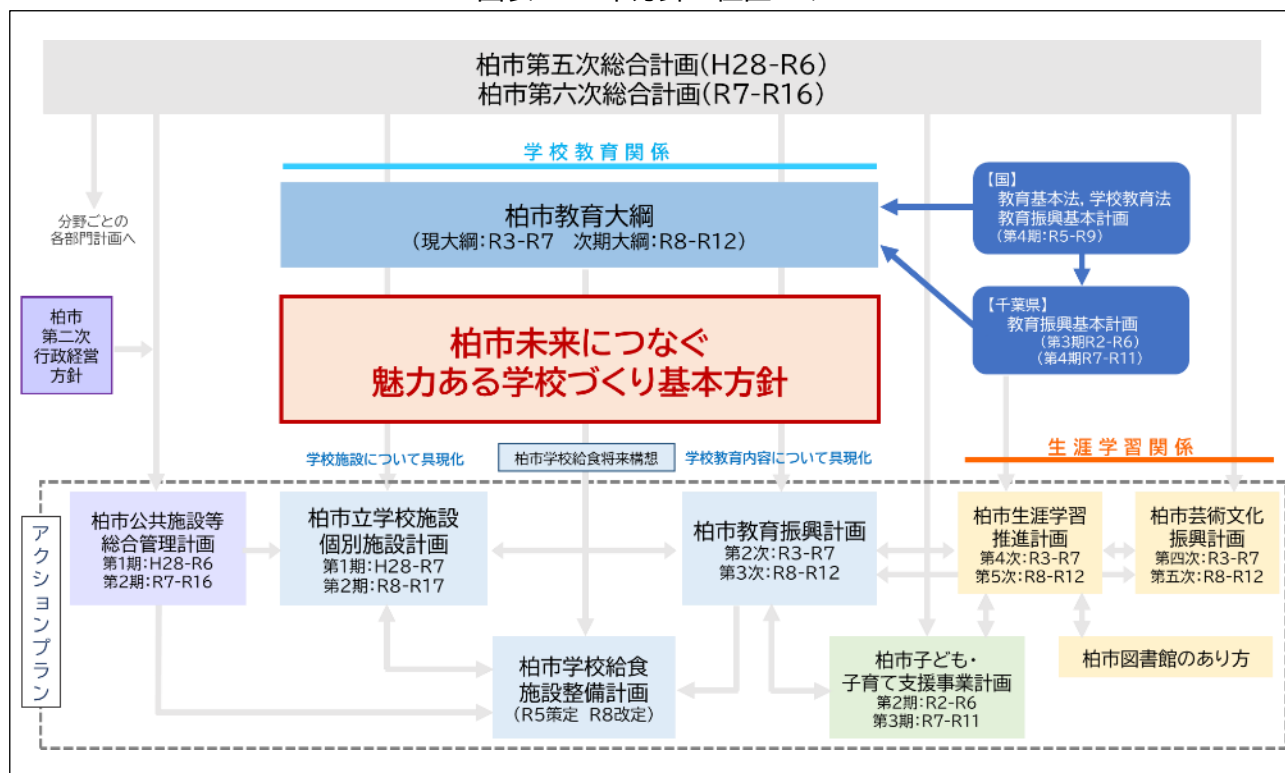 柏市第五次総合計画(H28-R6)
柏市第六次総合計画(R7-R16)
学校教育関係
分野ごとの
各部門計画へ
柏市教育大綱
(現大綱:R3-R7 次期大綱:R8-R12)
【国】
教育基本法,学校教育法
教育振興基本計画
(第4期:R5-R9)
柏市
第二次
行政経営
方針
柏市未来につなぐ
魅力ある学校づくり基本方針
【千葉県】
教育振興基本計画
(第3期R2-R6)
(第4期R7-R11)
学校施設について具現化
柏市学校給食将来構想
学校教育内容について具現化
生涯学習関係
アクションプラン
柏市公共施設等
総合管理計画
第1期:H28-R6
第2期:R7-R16
柏市立学校施設
個別施設計画
第1期:H28-R7
第2期:R8-R17
柏市教育振興計画
第2次:R3-R7
第3次:R8-R12
柏市生涯学習
推進計画
第4次:R3-R7
第5次:R8-R12
柏市芸術文化
振興計画
第四次:R3-R7
第五次:R8-R12
柏市学校給食
施設整備計画
(R5策定 R8改定)
柏市子ども・
子育て支援事業計画
第2期:R2-R6
第3期:R7-R11
柏市図書館のあり方